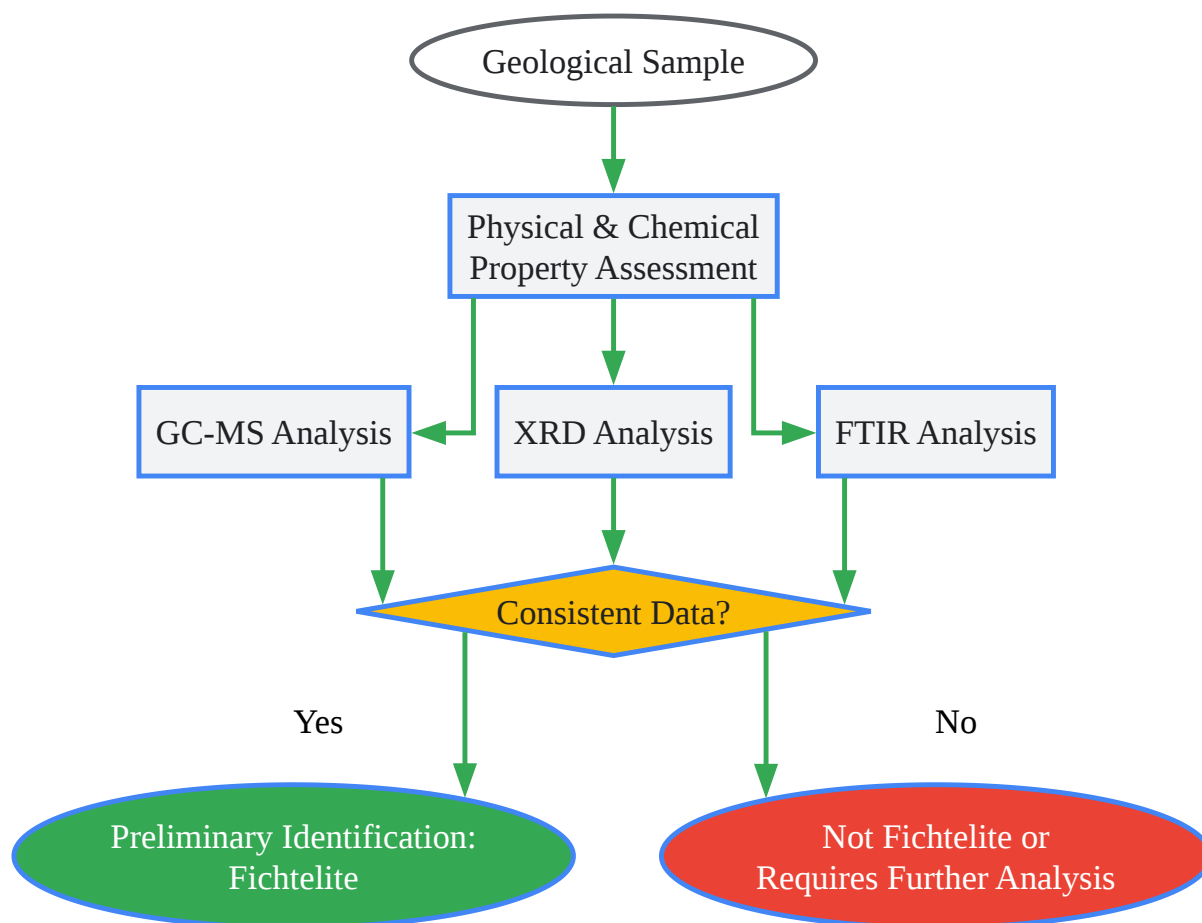 Geological Sample
Physical & Chemical
Property Assessment
GC-MS Analysis
XRD Analysis
FTIR Analysis
Consistent Data?
Yes
No
Preliminary Identification:
Fichtelite
Not Fichtelite or
Requires Further Analysis